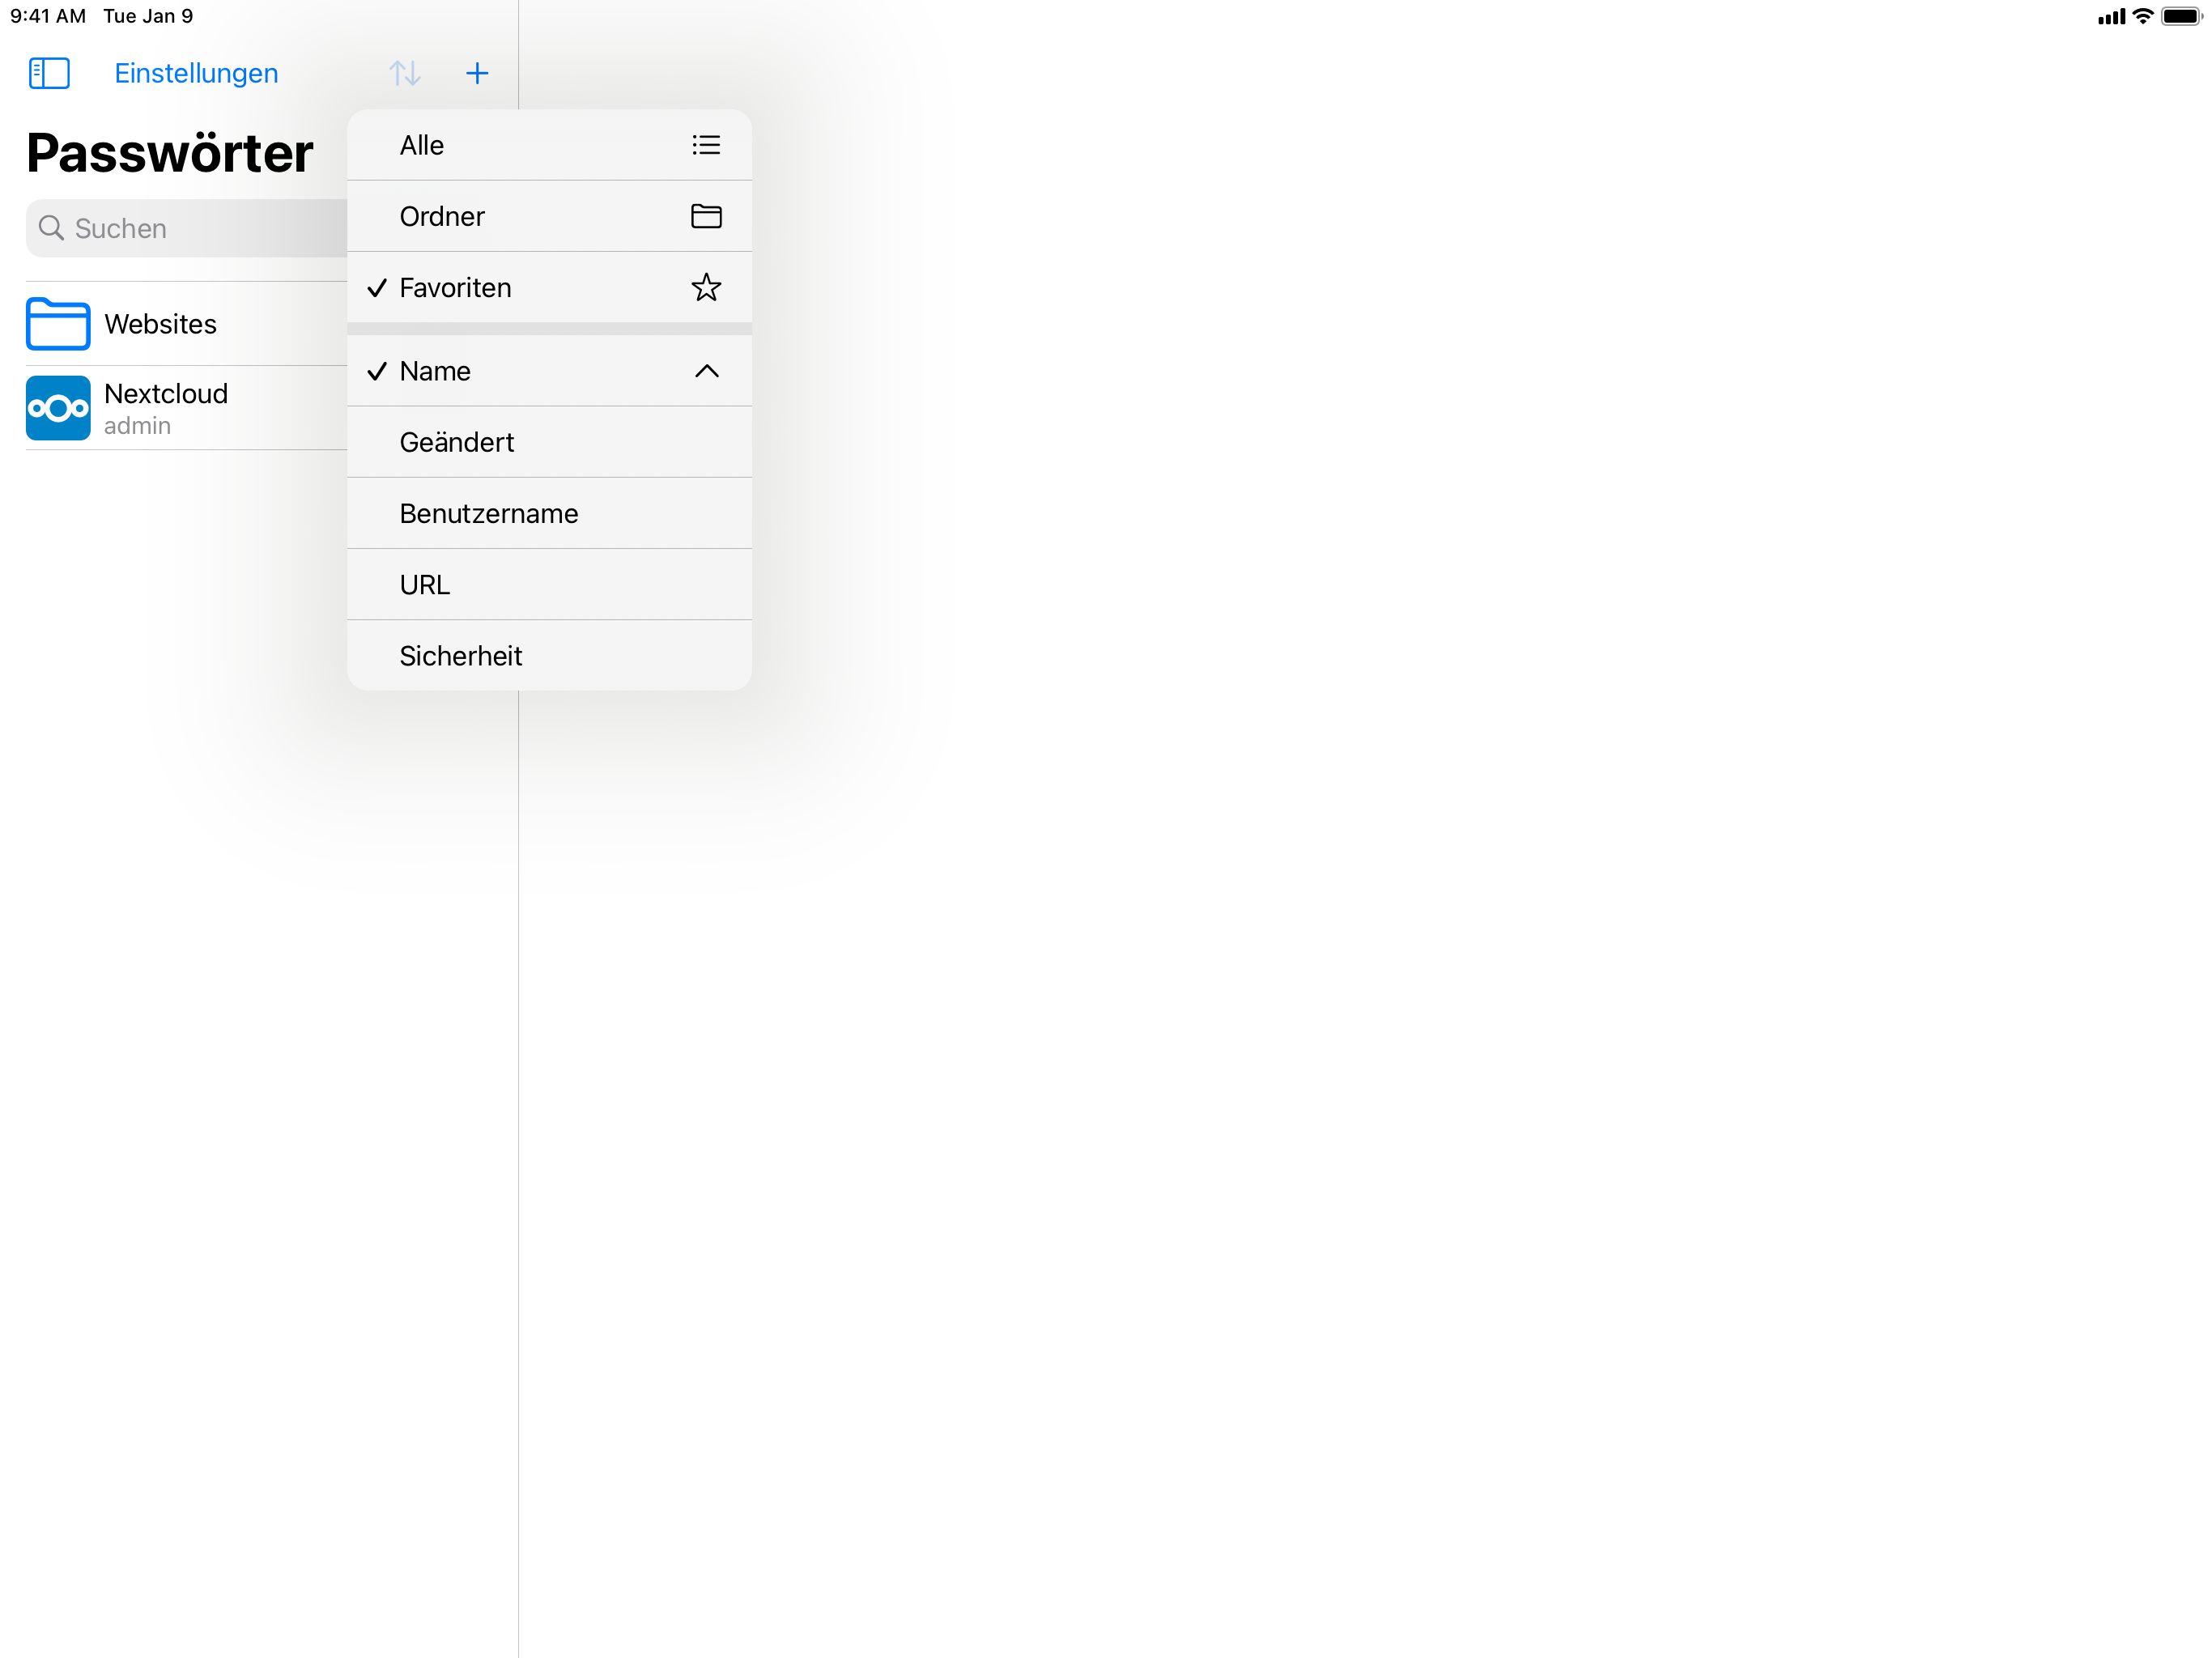 9:41 AM Tue Jan 9
Einstellungen
Passwörter
Suchen
Websites
Nextcloud
admin
Alle
Ordner
Favoriten
Name
Geändert
Benutzername
URL
Sicherheit